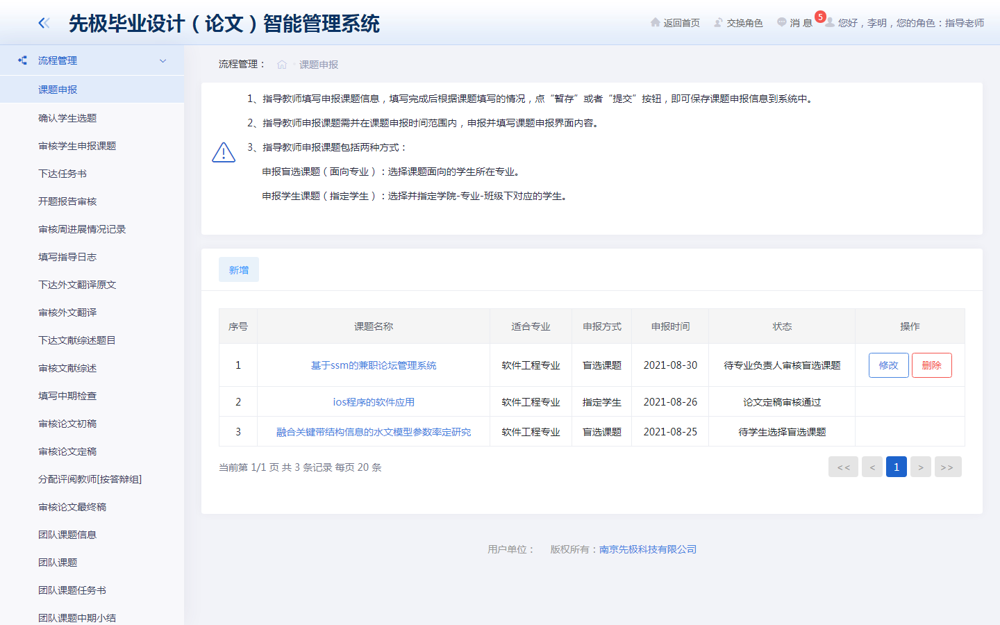 先极毕业设计（论文）智能管理系统
返回首页 交换角色 消息 5 您好，李明，您的角色：指导老师
流程管理
课题申报
确认学生选题
审核学生申报课题
下达任务书
开题报告审核
审核周进展情况记录
填写指导日志
下达外文翻译原文
审核外文翻译
下达文献综述题目
审核文献综述
填写中期检查
审核论文初稿
审核论文定稿
分配评阅教师[按答辩组]
审核论文最终稿
团队课题信息
团队课题
团队课题任务书
团队课题中期小结
流程管理： 课题申报
1、指导教师填写申报课题信息，填写完成后根据课题填写的情况，点“暂存”或者“提交”按钮，即可保存课题申报信息到系统中。
2、指导教师申报课题需并在课题申报时间范围内，申报并填写课题申报界面内容。
3、指导教师申报课题包括两种方式：
申报盲选课题（面向专业）：选择课题面向的学生所在专业。
申报学生课题（指定学生）：选择并指定学院-专业-班级下对应的学生。
新增
序号 课题名称 适合专业 申报方式 申报时间 状态 操作
1 基于ssm的兼职论坛管理系统 软件工程专业 盲选课题 2021-08-30 待专业负责人审核盲选课题 修改 删除
2 ios程序的软件应用 软件工程专业 指定学生 2021-08-26 论文定稿审核通过
3 融合关键带结构信息的水文模型参数率定研究 软件工程专业 盲选课题 2021-08-25 待学生选择盲选课题
当前第 1/1 页 共 3 条记录 每页 20 条 << < 1 > >>
用户单位： 版权所有：南京先极科技有限公司